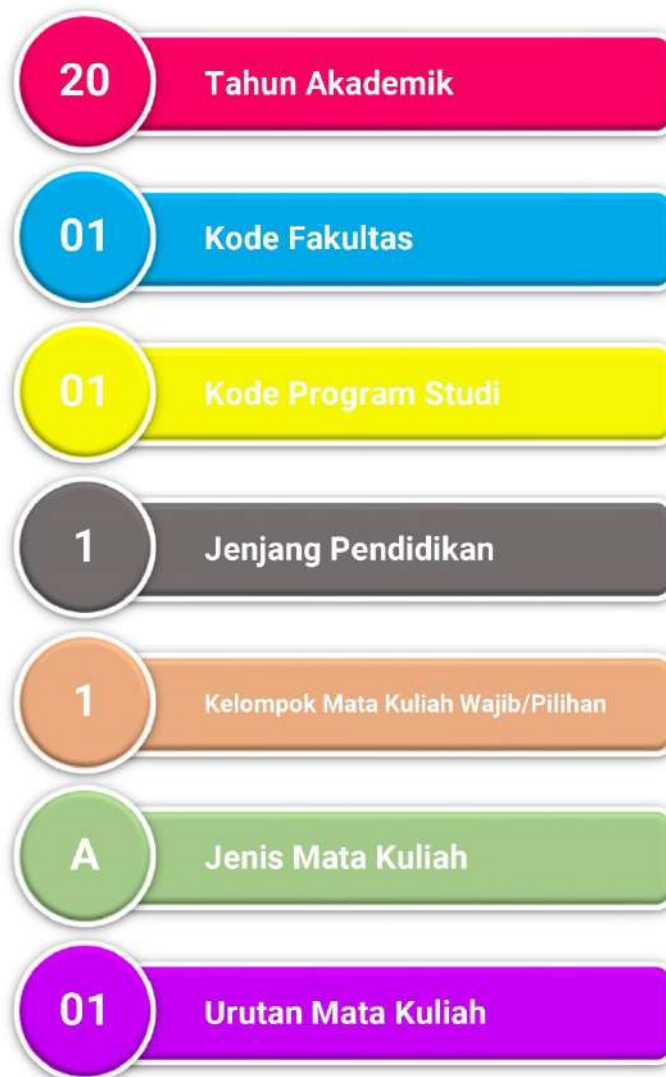 20 Tahun Akademik
01 Kode Fakultas
01 Kode Program Studi
1 Jenjang Pendidikan
1 Kelompok Mata Kuliah Wajib/Pilihan
A Jenis Mata Kuliah
01 Urutan Mata Kuliah